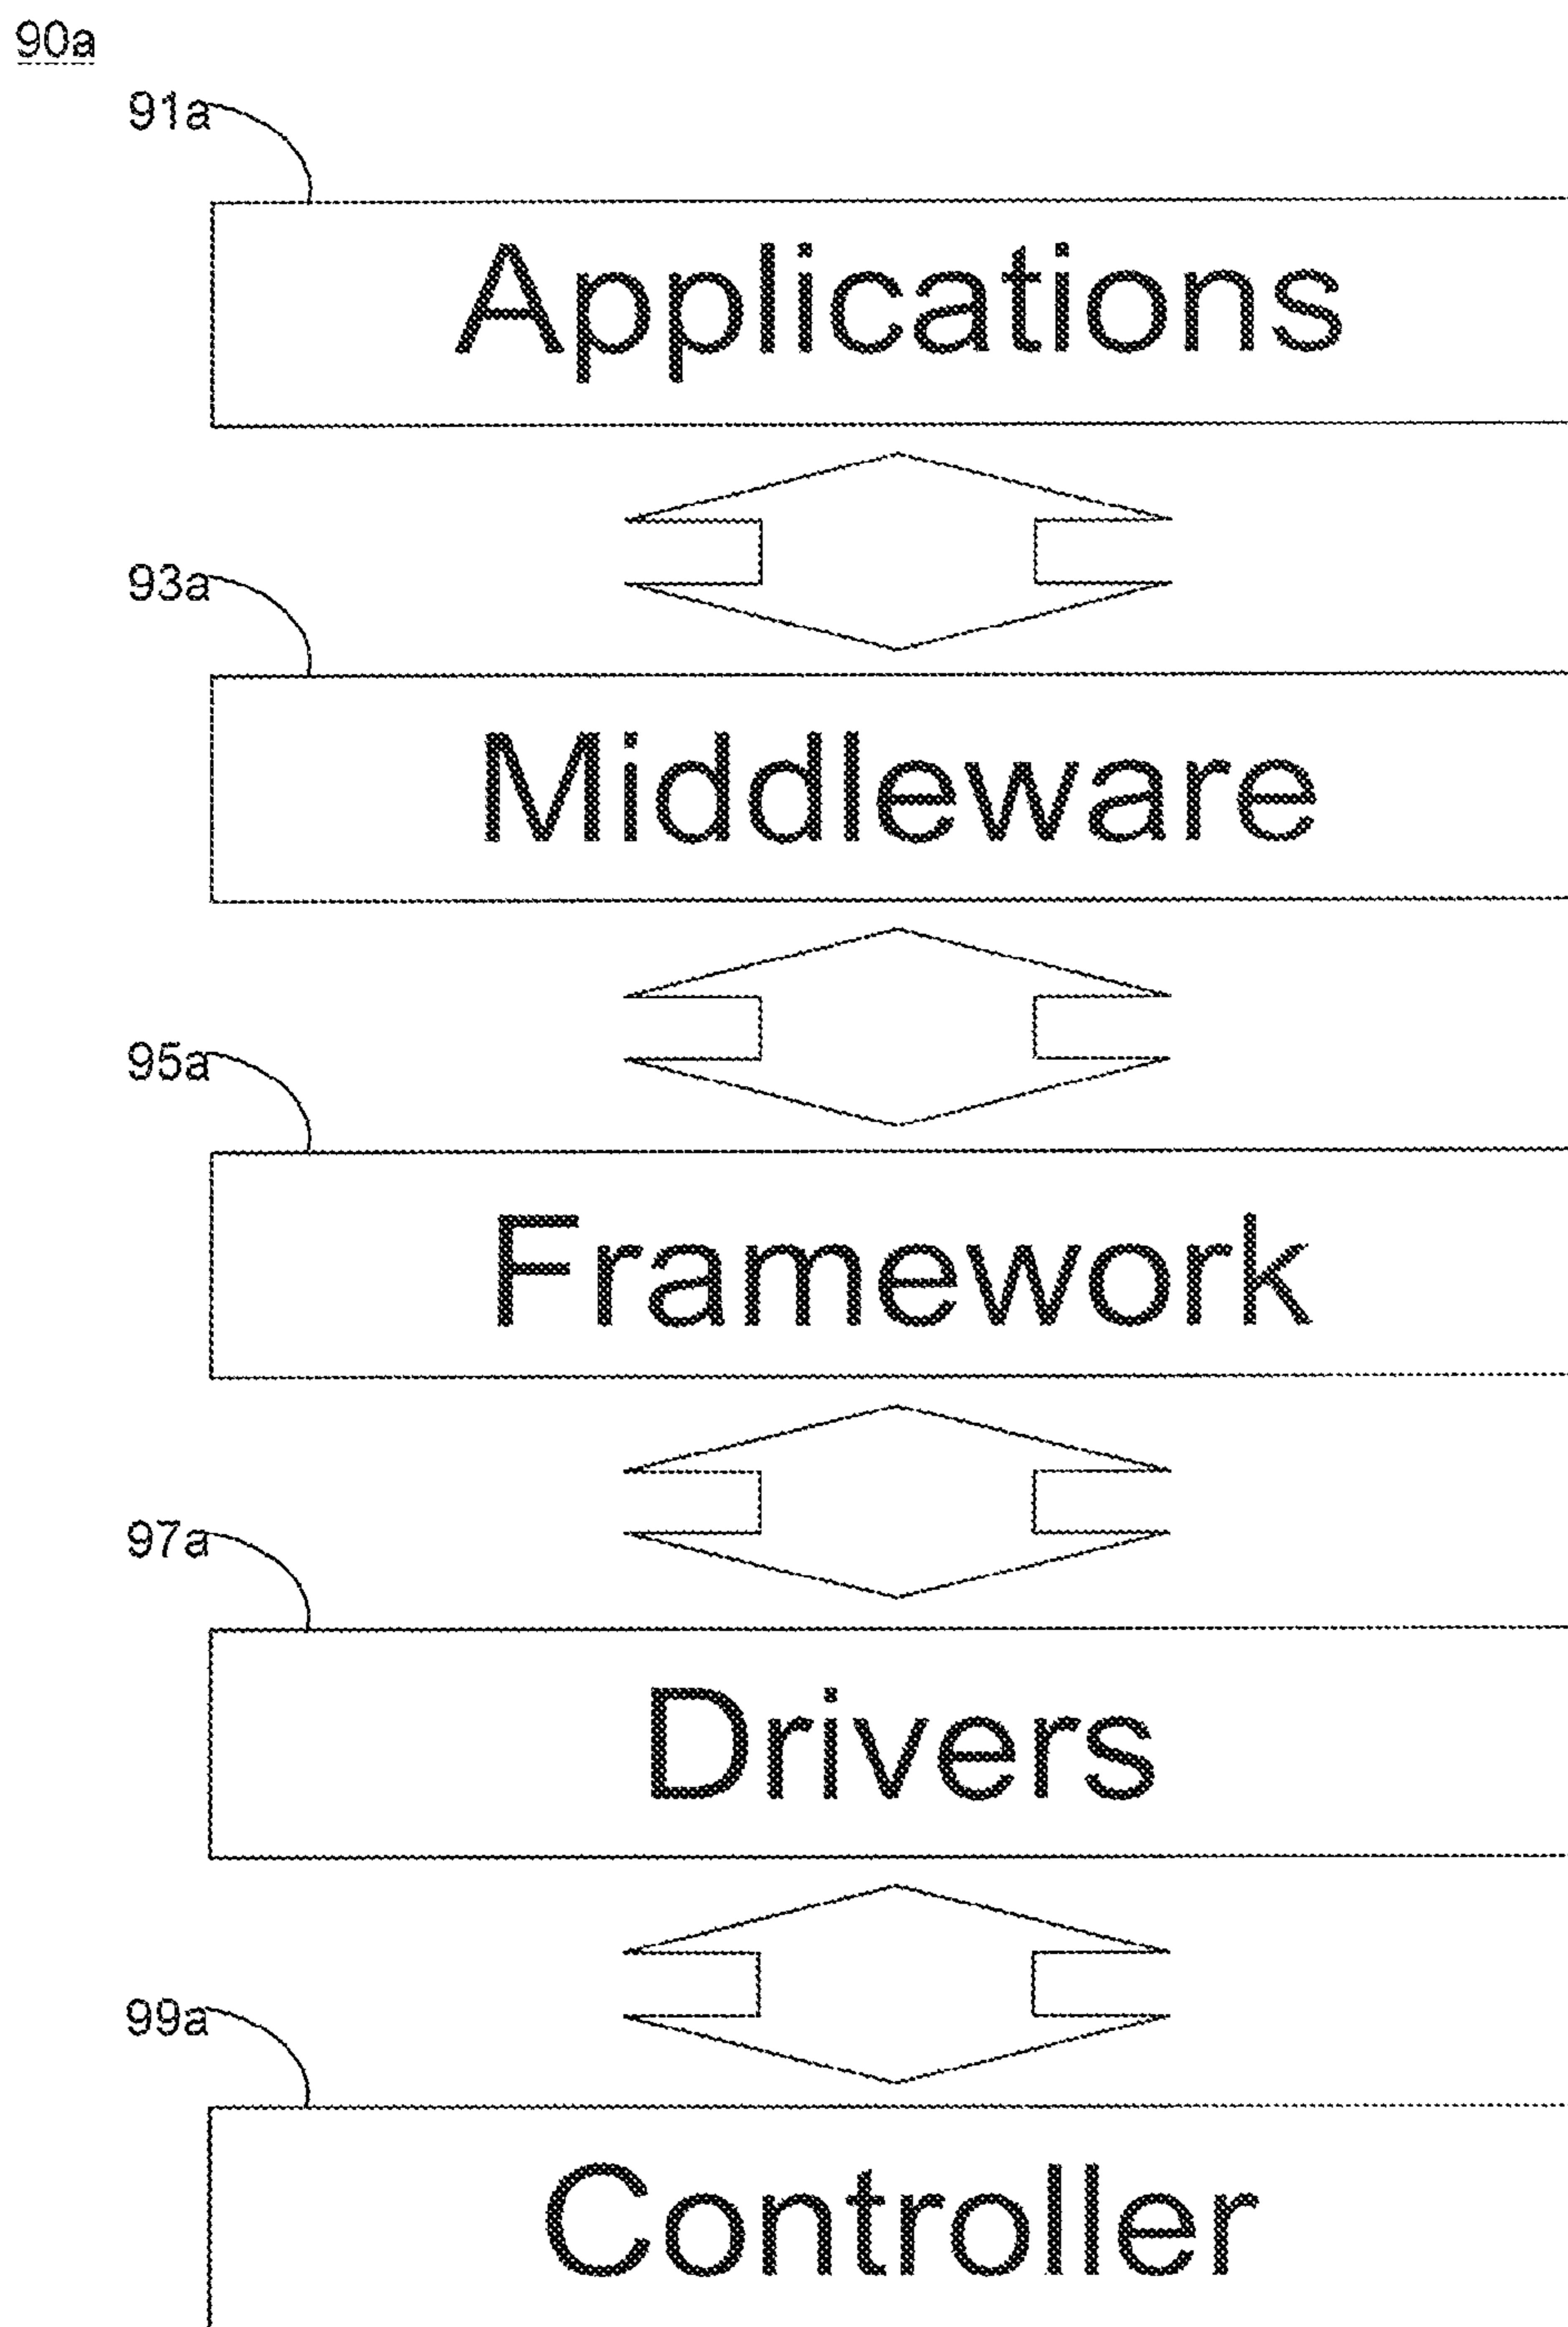 90a
91a
Applications
93a
Middleware
95a
Framework
97a
Drivers
99a
Controller